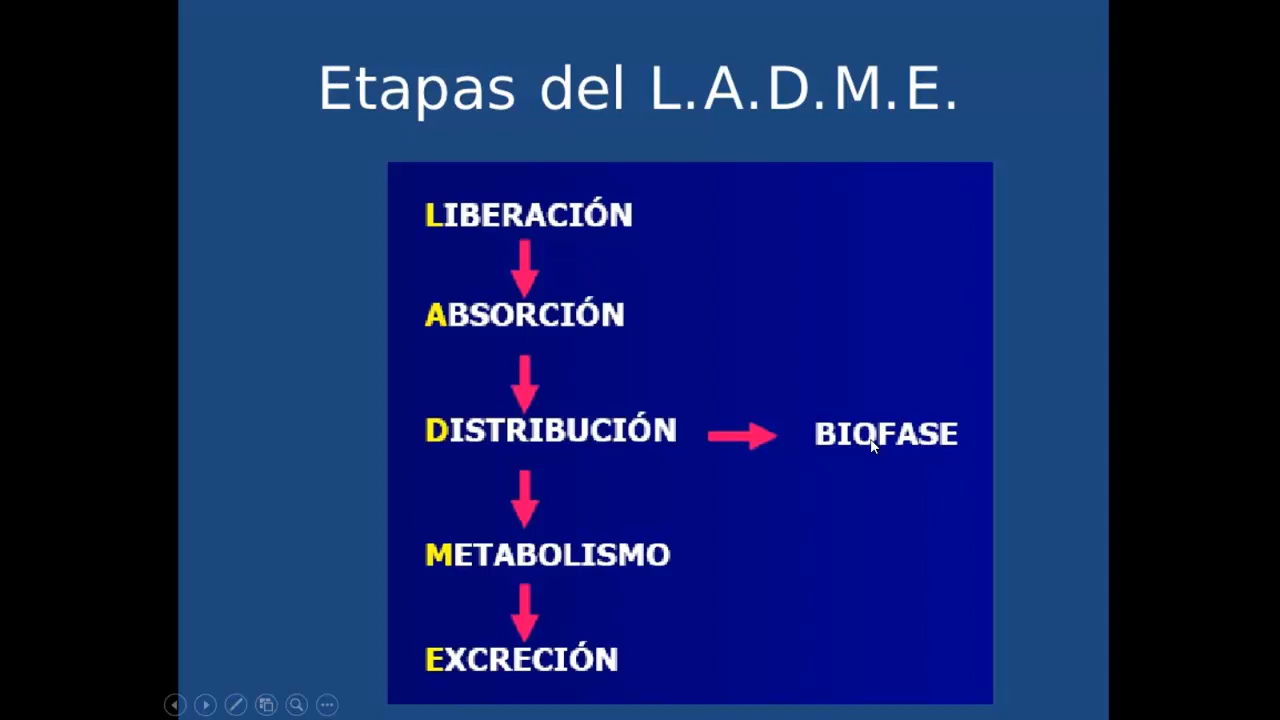 Etapas del L.A.D.M.E.
LIBERACIÓN
ABSORCIÓN
DISTRIBUCIÓN
BIOFASE
METABOLISMO
EXCRECIÓN